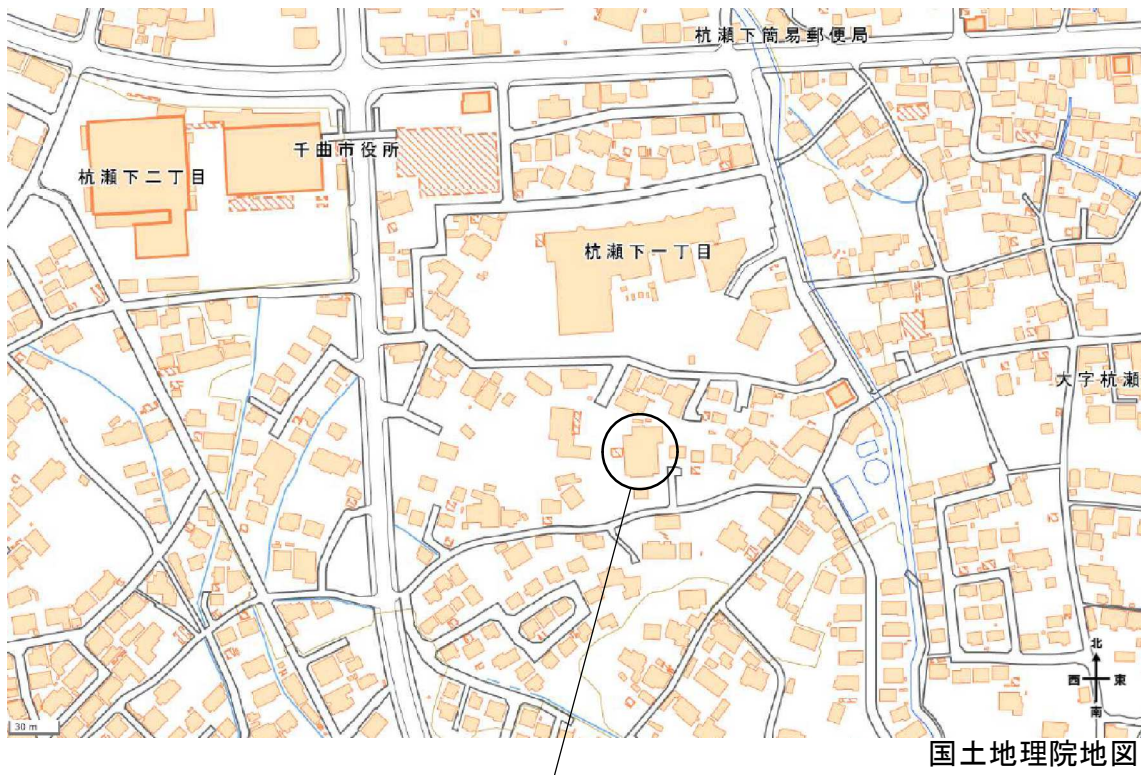 杭瀬下簡易郵便局
千曲市役所
杭瀬下二丁目
杭瀬下一丁目
大字杭瀬
北
西
東
南
30 m
国土地理院地図